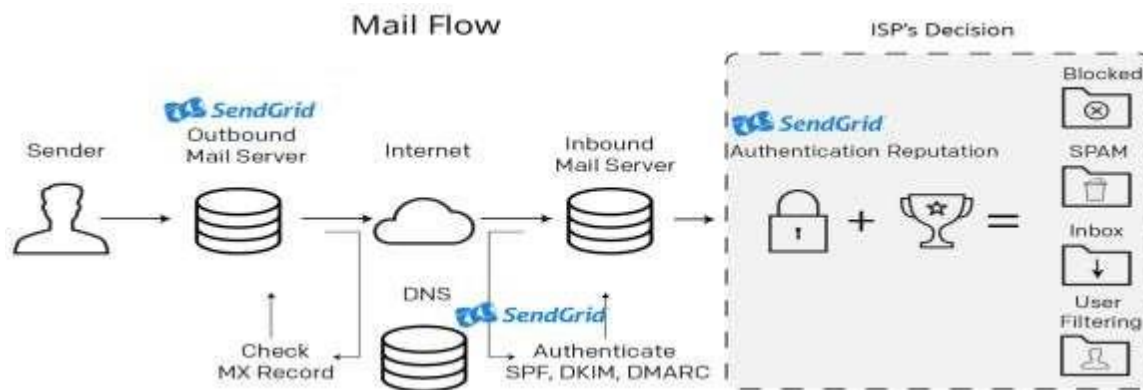 Mail Flow
ISP's Decision
Sender
SendGrid
Outbound
Mail Server
Internet
Inbound
Mail Server
DNS
SendGrid
Check
MX Record
Authenticate
SPF, DKIM, DMARC
SendGrid
Authentication Reputation
+
=
Blocked
SPAM
Inbox
User
Filtering